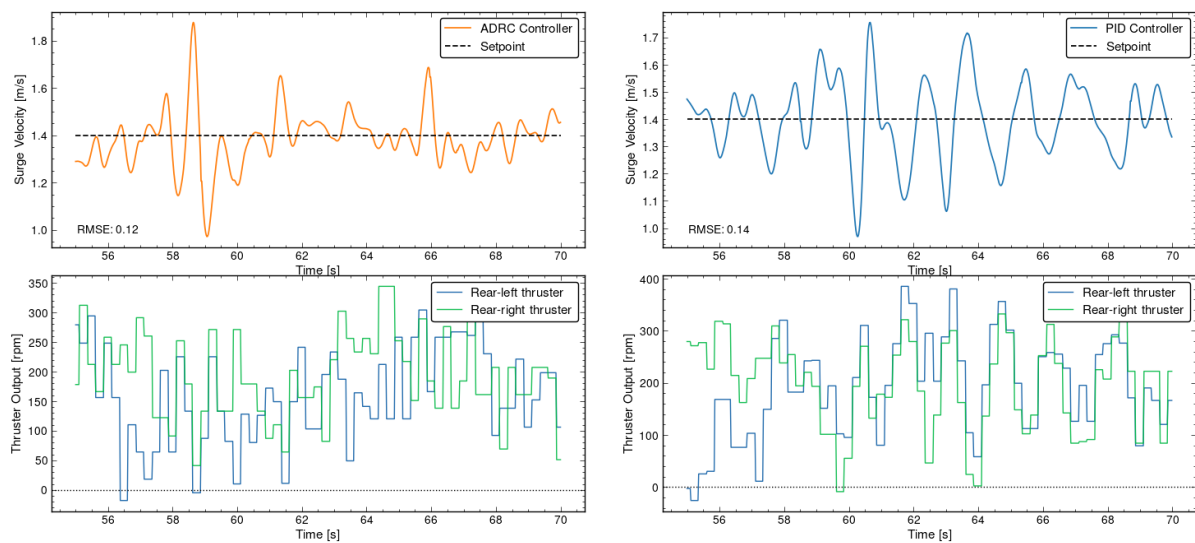 ADRC Controller
Setpoint
Surge Velocity [m/s]
1.8
1.6
1.4
1.2
1.0
RMSE: 0.12
56 58 60 62 64 66 68 70
Time [s]
PID Controller
Setpoint
Surge Velocity [m/s]
1.7
1.6
1.5
1.4
1.3
1.2
1.1
1.0
RMSE: 0.14
56 58 60 62 64 66 68 70
Time [s]
Rear-left thruster
Rear-right thruster
Thruster Output [rpm]
350
300
250
200
150
100
50
0
56 58 60 62 64 66 68 70
Time [s]
Rear-left thruster
Rear-right thruster
Thruster Output [rpm]
400
300
200
100
0
56 58 60 62 64 66 68 70
Time [s]